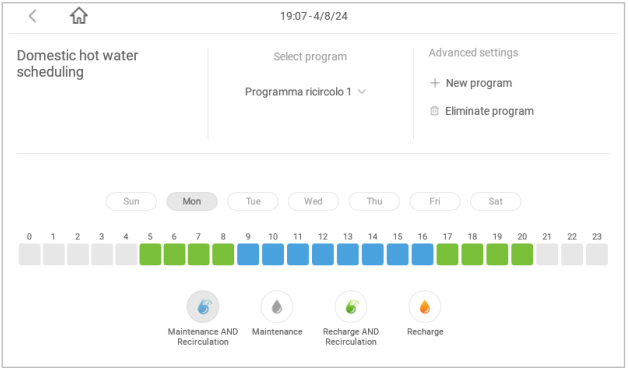 19:07-4/8/24
Domestic hot water
scheduling
Select program
Programma ricircolo 1
Advanced settings
New program
Eliminate program
Sun Mon Tue Wed Thu Fri Sat
0 1 2 3 4 5 6 7 8 9 10 11 12 13 14 15 16 17 18 19 20 21 22 23
Maintenance AND
Recirculation
Maintenance
Recharge AND
Recirculation
Recharge